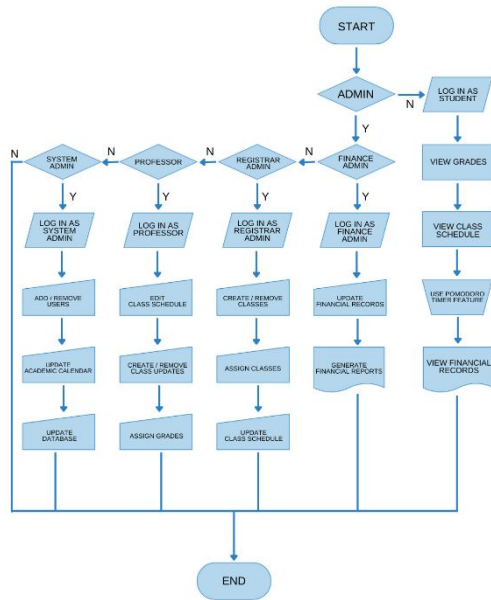 START
ADMIN
N
LOG IN AS
STUDENT
Y
N
SYSTEM
ADMIN
N
PROFESSOR
N
REGISTRAR
ADMIN
N
FINANCE
ADMIN
VIEW GRADES
Y
Y
Y
Y
LOG IN AS
SYSTEM
ADMIN
LOG IN AS
PROFESSOR
LOG IN AS
REGISTRAR
ADMIN
LOG IN AS
FINANCE
ADMIN
VIEW CLASS
SCHEDULE
ADD / REMOVE
USERS
EDIT
CLASS SCHEDULE
CREATE / REMOVE
CLASSES
UPDATE
FINANCIAL RECORDS
USE POMODORO
TIMER FEATURE
UPDATE
ACADEMIC CALENDAR
CREATE / REMOVE
CLASS UPDATES
ASSIGN CLASSES
GENERATE
FINANCIAL REPORTS
VIEW FINANCIAL
RECORDS
UPDATE
DATABASE
ASSIGN GRADES
UPDATE
CLASS SCHEDULE
END